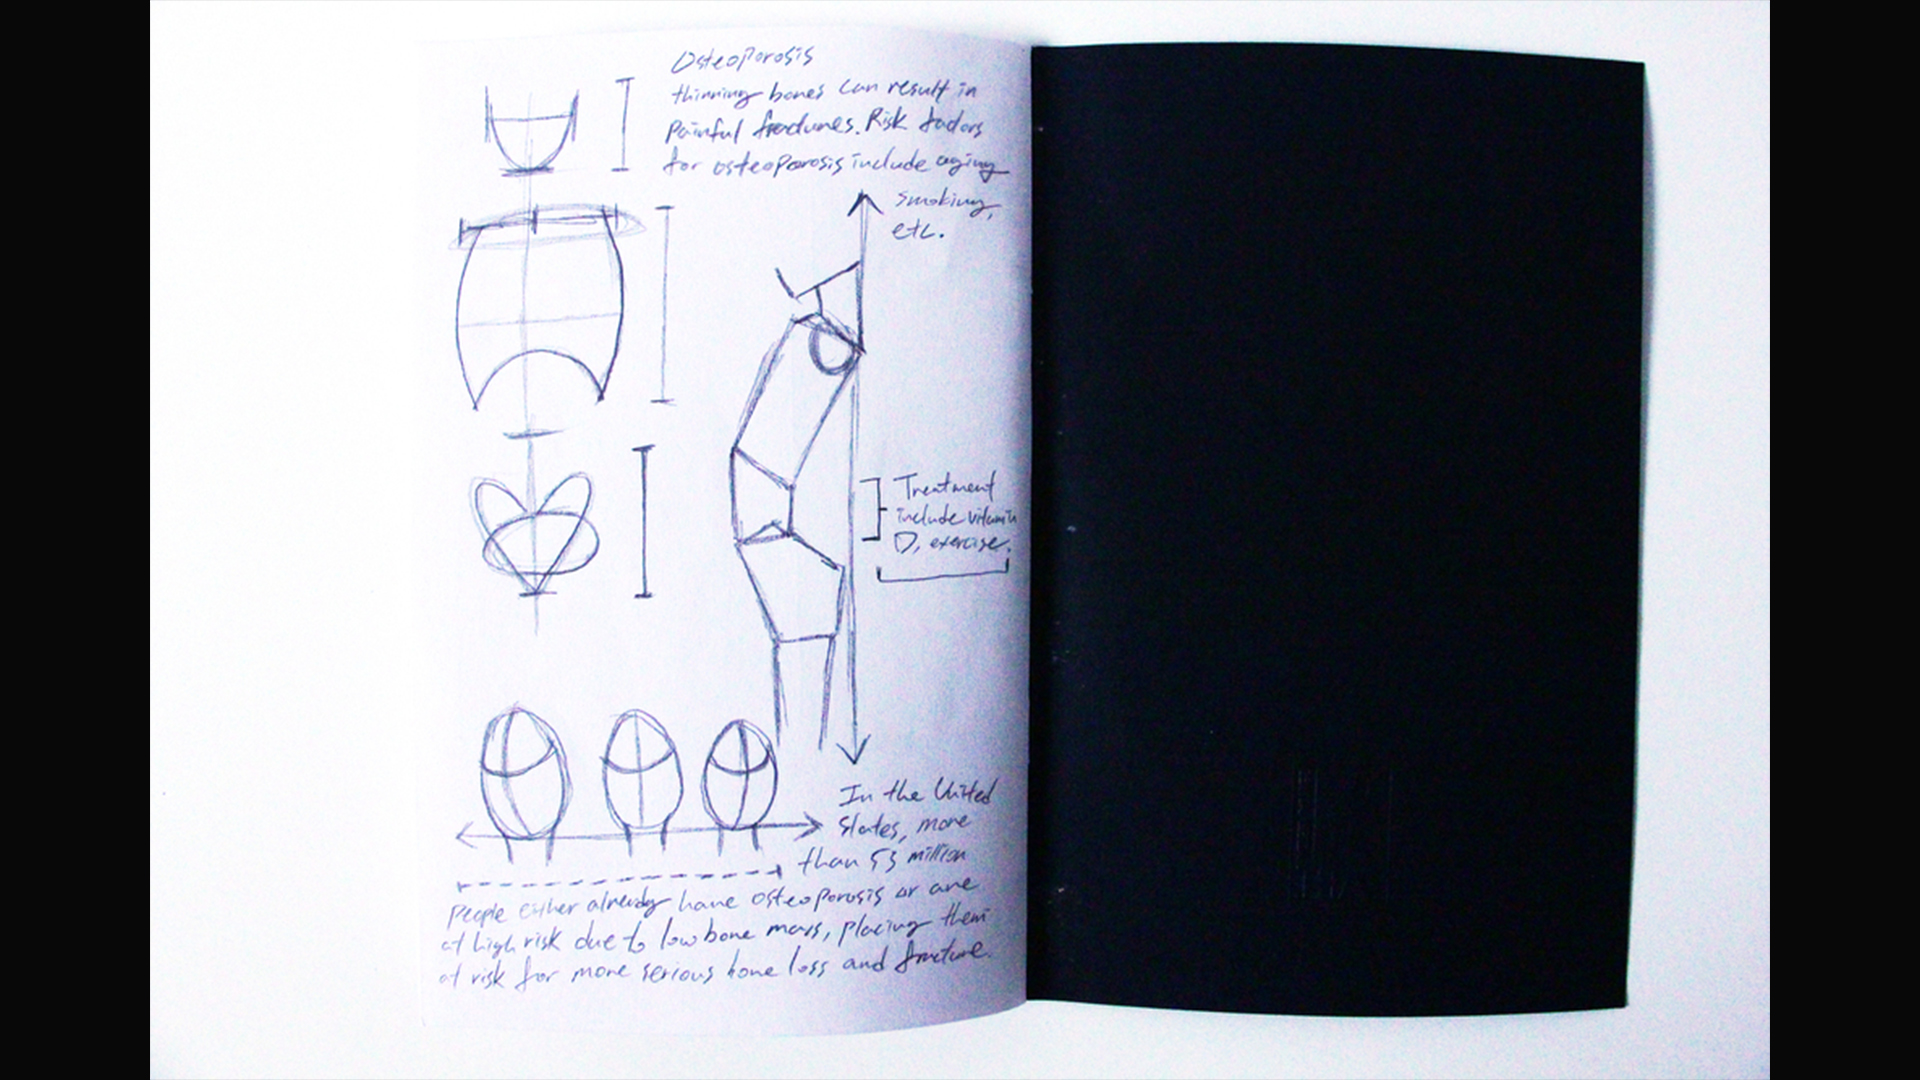 Osteoporosis
thinning bones can result in
Painful fractures. Risk factors
for osteoporosis include aging
smoking,
etc.
Treatment
include vitamin
D, exercise.
In the United
States, more
than 53 million
People either already have osteoporosis or are
at high risk due to low bone mass, placing them
at risk for more serious bone loss and fracture.